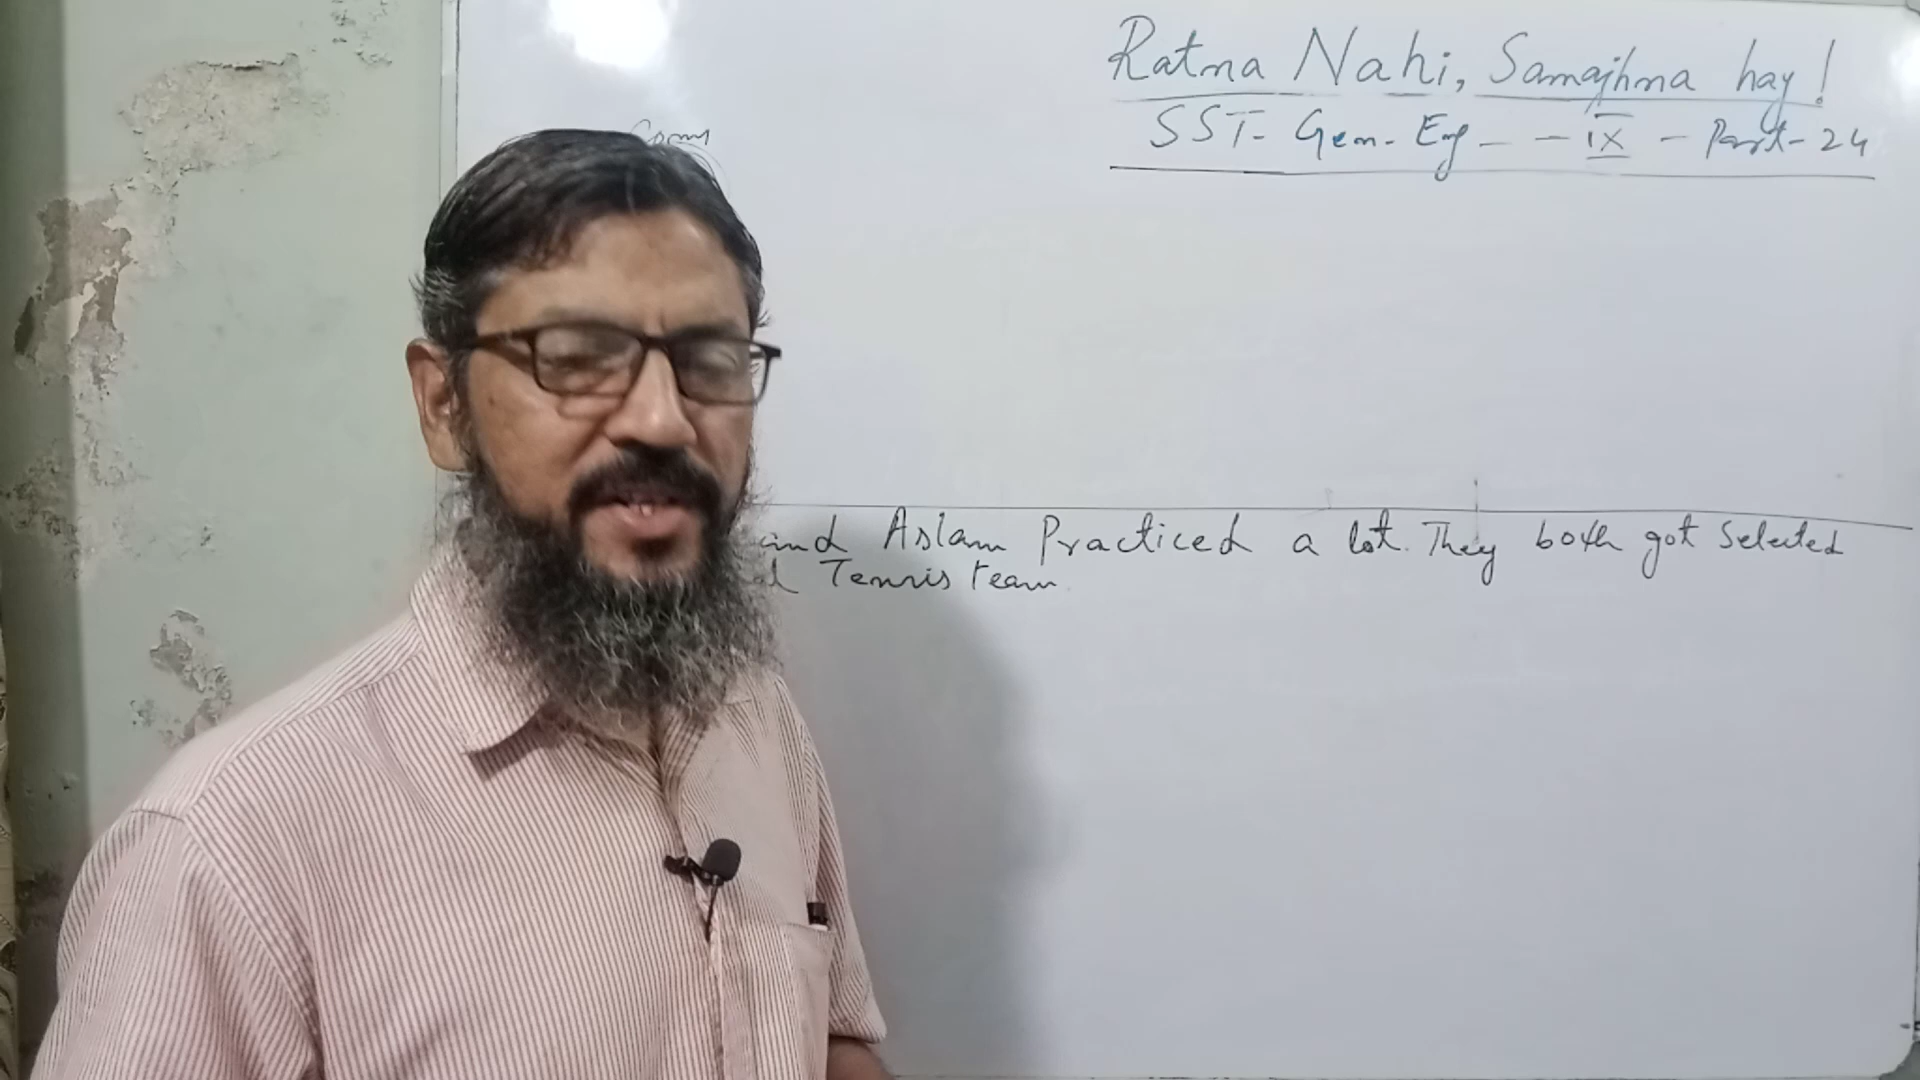 Ratna Nahi, Samajhna hay!
SST- Gen- Eng - - IX - Part-24
and Aslam Practiced a lot. They both got Selected
Tennis team